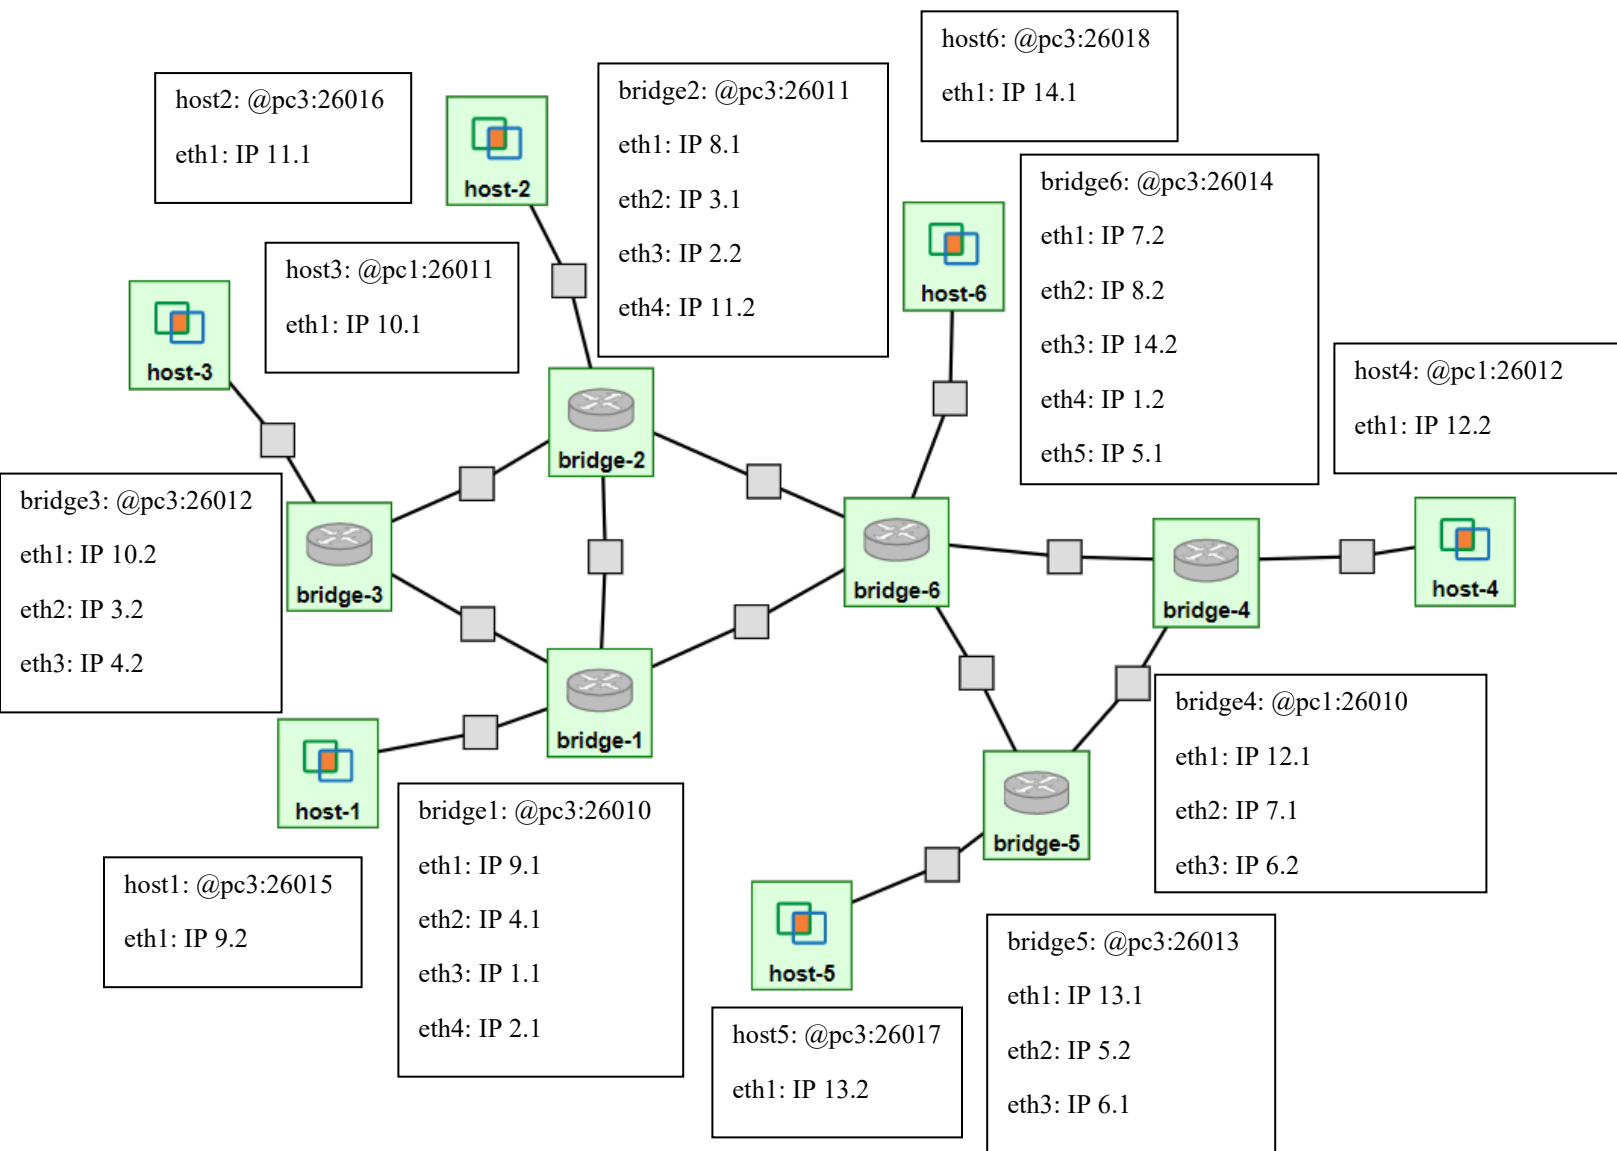 host6: @pc3:26018
eth1: IP 14.1
host2: @pc3:26016
eth1: IP 11.1
host-2
bridge2: @pc3:26011
eth1: IP 8.1
eth2: IP 3.1
eth3: IP 2.2
eth4: IP 11.2
bridge6: @pc3:26014
eth1: IP 7.2
eth2: IP 8.2
eth3: IP 14.2
eth4: IP 1.2
eth5: IP 5.1
host3: @pc1:26011
eth1: IP 10.1
host-6
host-3
host4: @pc1:26012
eth1: IP 12.2
bridge-2
bridge3: @pc3:26012
eth1: IP 10.2
eth2: IP 3.2
eth3: IP 4.2
bridge-3
bridge-6
bridge-4
host-4
bridge-1
host-1
bridge1: @pc3:26010
eth1: IP 9.1
eth2: IP 4.1
eth3: IP 1.1
eth4: IP 2.1
bridge4: @pc1:26010
eth1: IP 12.1
eth2: IP 7.1
eth3: IP 6.2
bridge-5
host1: @pc3:26015
eth1: IP 9.2
host-5
bridge5: @pc3:26013
eth1: IP 13.1
eth2: IP 5.2
eth3: IP 6.1
host5: @pc3:26017
eth1: IP 13.2